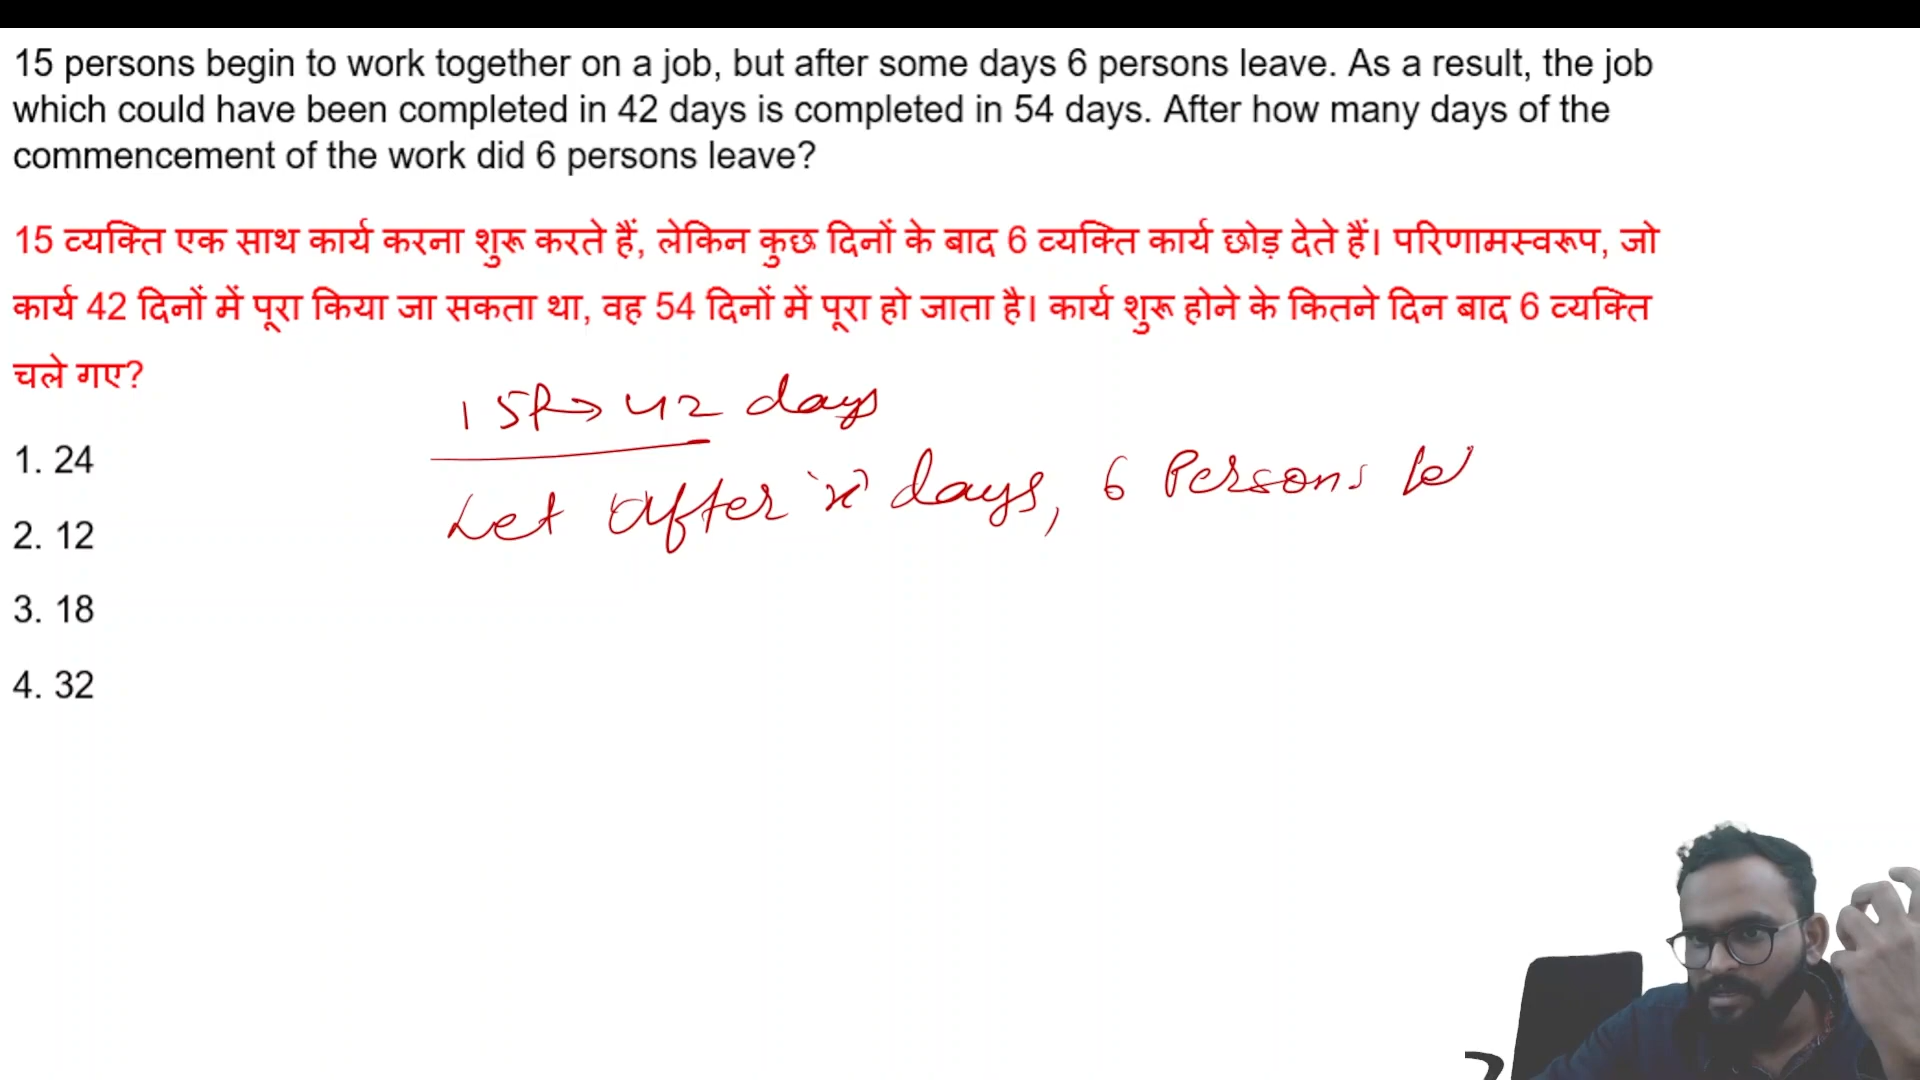 15 persons begin to work together on a job, but after some days 6 persons leave. As a result, the job
which could have been completed in 42 days is completed in 54 days. After how many days of the
commencement of the work did 6 persons leave?
15 व्यक्ति एक साथ कार्य करना शुरू करते हैं, लेकिन कुछ दिनों के बाद 6 व्यक्ति कार्य छोड़ देते हैं। परिणामस्वरूप, जो
कार्य 42 दिनों में पूरा किया जा सकता था, वह 54 दिनों में पूरा हो जाता है। कार्य शुरू होने के कितने दिन बाद 6 व्यक्ति
चले गए?
15P→ 42 days
Let after 'x' days, 6 Persons le
1. 24
2. 12
3. 18
4. 32